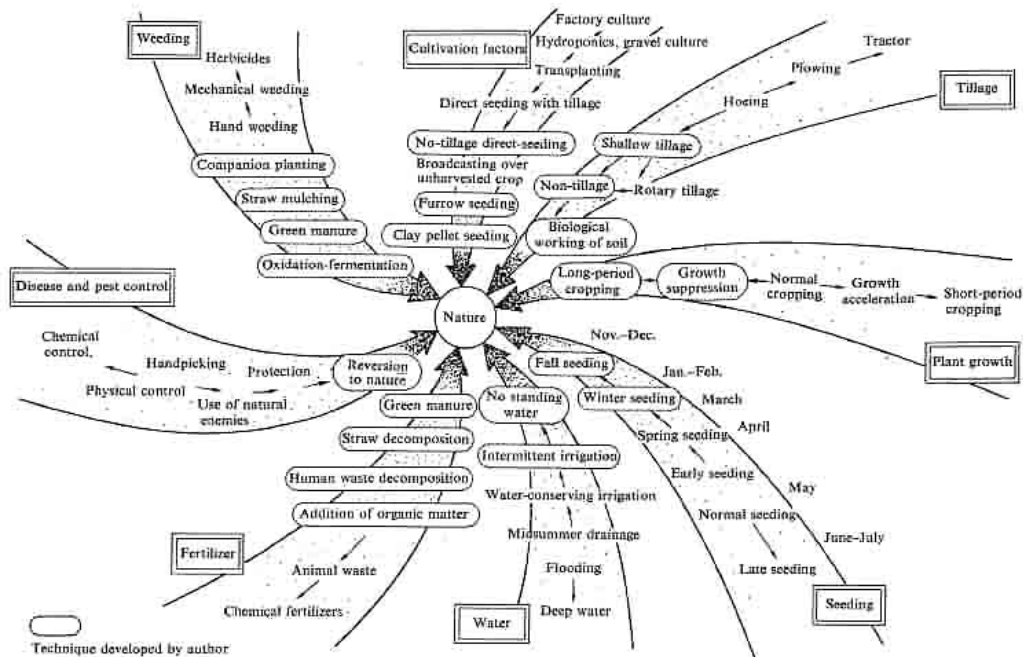 Weeding
Herbicides
Mechanical weeding
Hand weeding
Companion planting
Straw mulching
Green manure
Oxidation-fermentation
Cultivation factors
Factory culture
Hydroponics, gravel culture
Transplanting
Direct seeding with tillage
No-tillage direct-seeding
Broadcasting over
unharvested crop
Furrow seeding
Clay pellet seeding
Tillage
Tractor
Plowing
Hoeing
Shallow tillage
Rotary tillage
Non-tillage
Biological
working of soil
Disease and pest control
Chemical
control,
Handpicking
Physical control
Protection
Use of natural
enemies
Reversion
to nature
Nature
Long-period
cropping
Growth
suppression
Normal
cropping
Growth
acceleration
Short-period
cropping
Plant growth
Nov.–Dec.
Jan.–Feb.
March
April
May
June–July
Fall seeding
Winter seeding
Spring seeding
Early seeding
Normal seeding
Late seeding
Seeding
Green manure
Straw decompositon
Human waste decomposition
Addition of organic matter
Animal waste
Chemical fertilizers
Fertilizer
No standing
water
Intermittent irrigation
Water-conserving irrigation
Midsummer drainage
Flooding
Deep water
Water
Technique developed by author